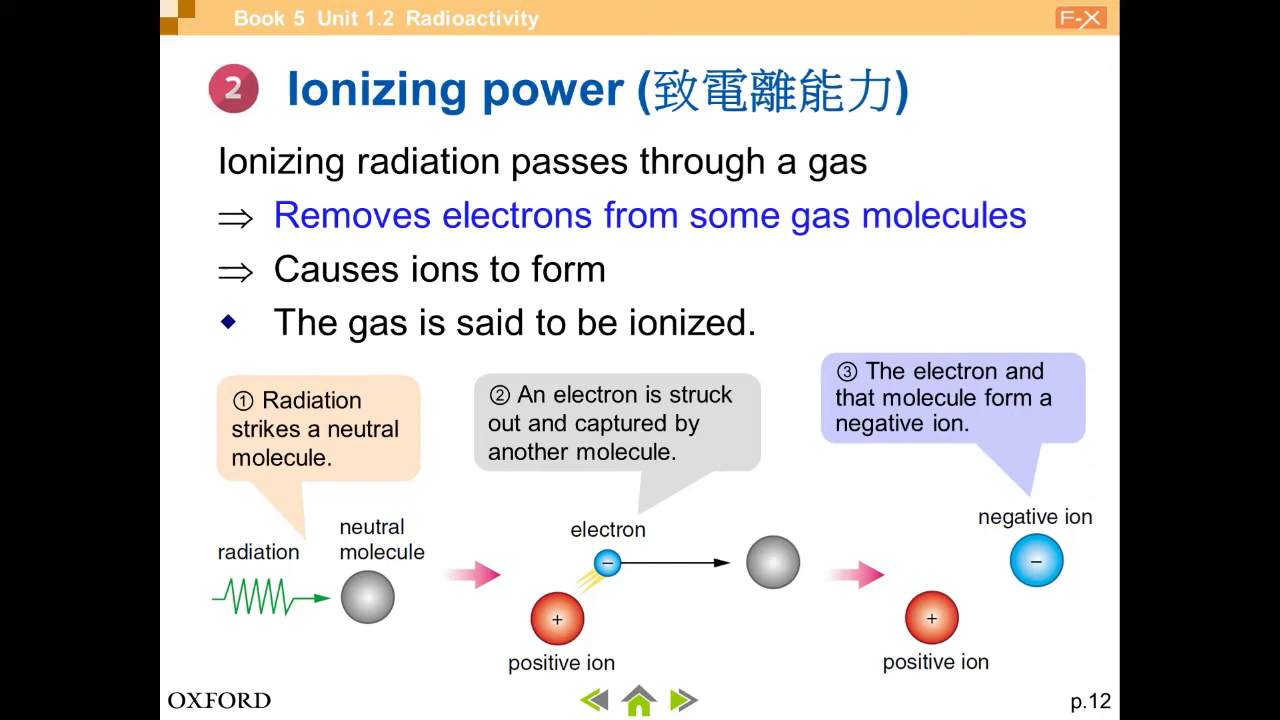 Book 5 Unit 1.2 Radioactivity
F-X
2 Ionizing power (致電離能力)
Ionizing radiation passes through a gas
⇒ Removes electrons from some gas molecules
⇒ Causes ions to form
◆ The gas is said to be ionized.
① Radiation
strikes a neutral
molecule.
② An electron is struck
out and captured by
another molecule.
③ The electron and
that molecule form a
negative ion.
radiation
neutral
molecule
electron
−
+
positive ion
negative ion
−
+
positive ion
OXFORD
p.12